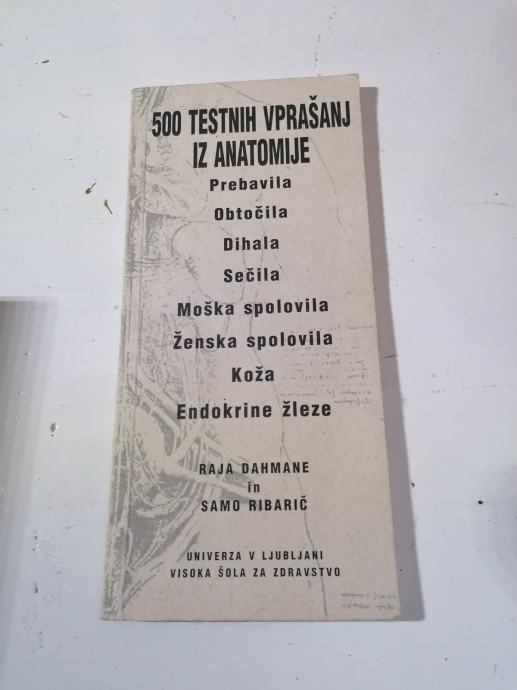 500 TESTNIH VPRAŠANJ
IZ ANATOMIJE
Prebavila
Obtočila
Dihala
Sečila
Moška spolovila
Ženska spolovila
Koža
Endokrine žleze
RAJA DAHMANE
in
SAMO RIBARIČ
UNIVERZA V LJUBLJANI
VISOKA ŠOLA ZA ZDRAVSTVO